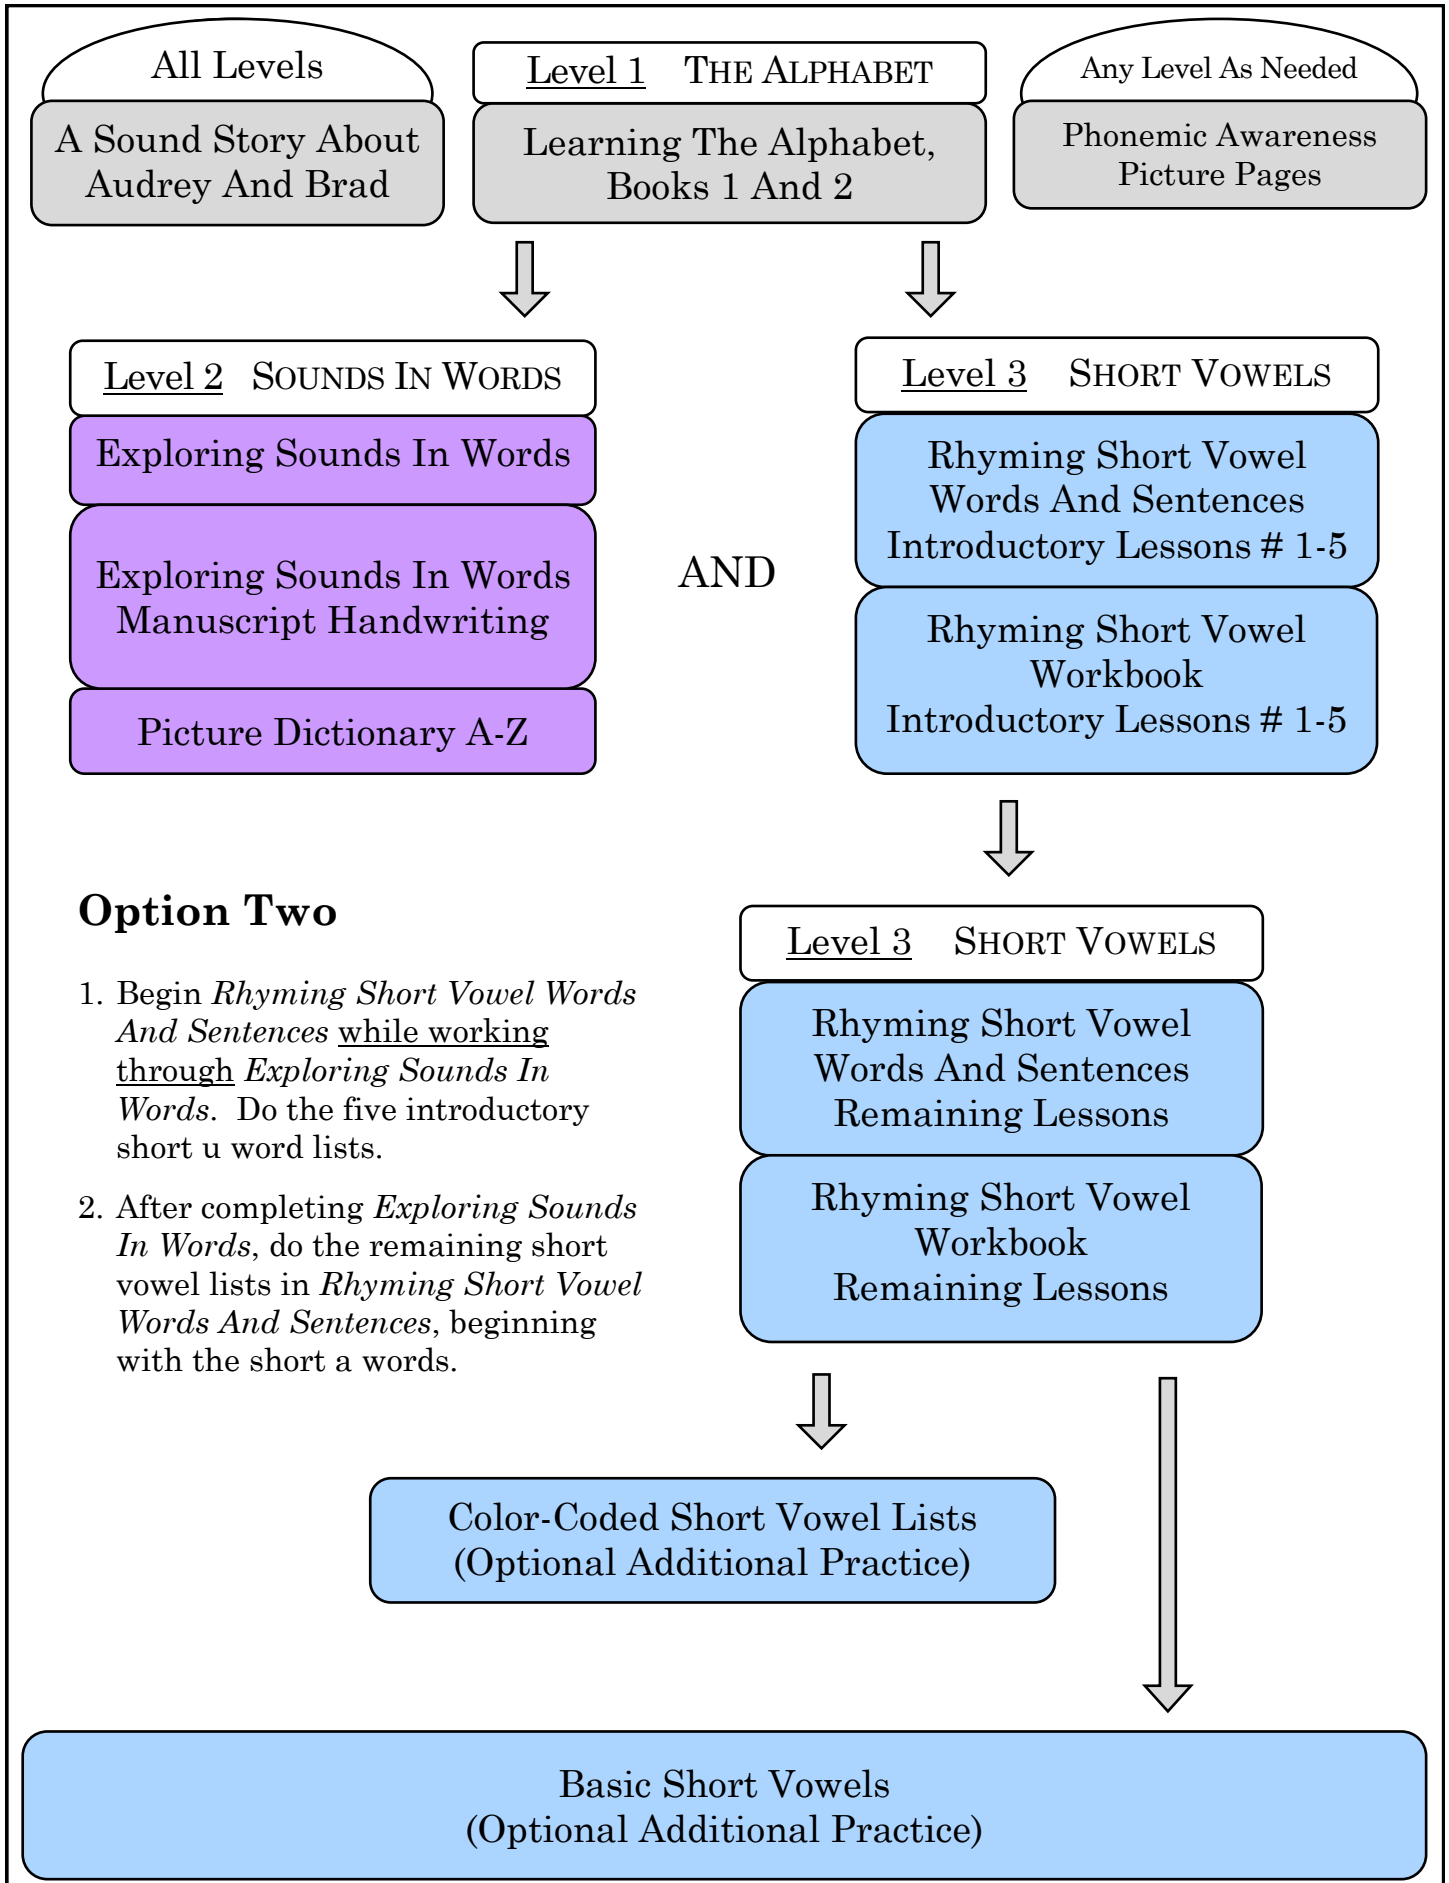 All Levels
A Sound Story About
Audrey And Brad
Level 1 THE ALPHABET
Learning The Alphabet,
Books 1 And 2
Any Level As Needed
Phonemic Awareness
Picture Pages
Level 2 SOUNDS IN WORDS
Exploring Sounds In Words
Exploring Sounds In Words
Manuscript Handwriting
Picture Dictionary A-Z
AND
Level 3 SHORT VOWELS
Rhyming Short Vowel
Words And Sentences
Introductory Lessons # 1-5
Rhyming Short Vowel
Workbook
Introductory Lessons # 1-5
Option Two
1. Begin Rhyming Short Vowel Words
And Sentences while working
through Exploring Sounds In
Words. Do the five introductory
short u word lists.
2. After completing Exploring Sounds
In Words, do the remaining short
vowel lists in Rhyming Short Vowel
Words And Sentences, beginning
with the short a words.
Level 3 SHORT VOWELS
Rhyming Short Vowel
Words And Sentences
Remaining Lessons
Rhyming Short Vowel
Workbook
Remaining Lessons
Color-Coded Short Vowel Lists
(Optional Additional Practice)
Basic Short Vowels
(Optional Additional Practice)